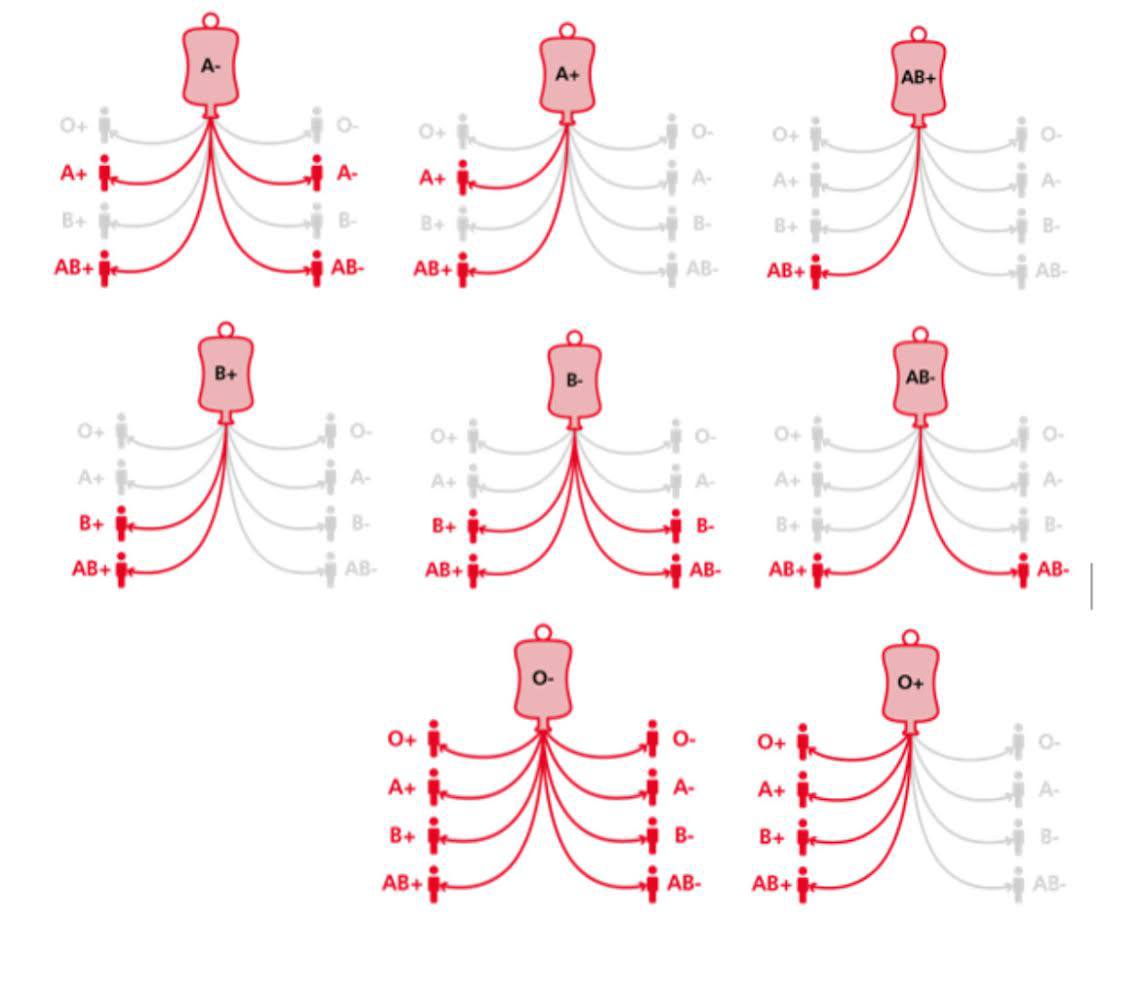 A- A+ AB+
O+ O- O+ O- O+ O-
A+ A- A+ A- A+ A-
B+ B- B+ B- B+ B-
AB+ AB- AB+ AB- AB+ AB-
B+ B- AB-
O+ O- O+ O- O+ O-
A+ A- A+ A- A+ A-
B+ B- B+ B- B+ B-
AB+ AB- AB+ AB- AB+ AB-
O- O+
O+ O- O+ O-
A+ A- A+ A-
B+ B- B+ B-
AB+ AB- AB+ AB-